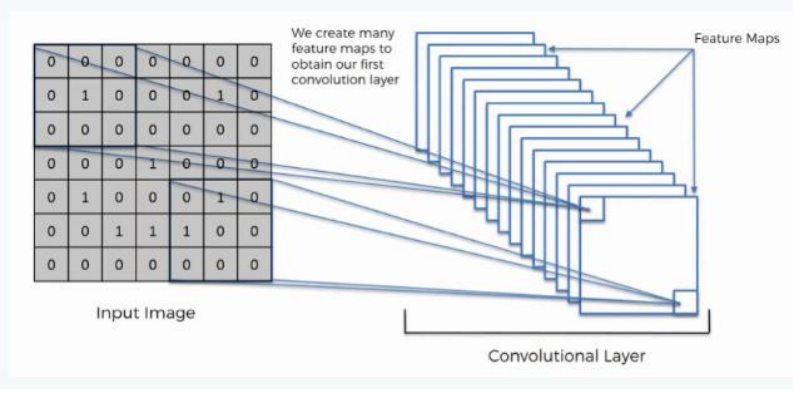 We create many
feature maps to
obtain our first
convolution layer
Feature Maps
0 0 0 0 0 0 0
0 1 0 0 0 1 0
0 0 0 0 0 0 0
0 0 0 1 0 0 0
0 1 0 0 0 1 0
0 0 1 1 1 0 0
0 0 0 0 0 0 0
Input Image
Convolutional Layer